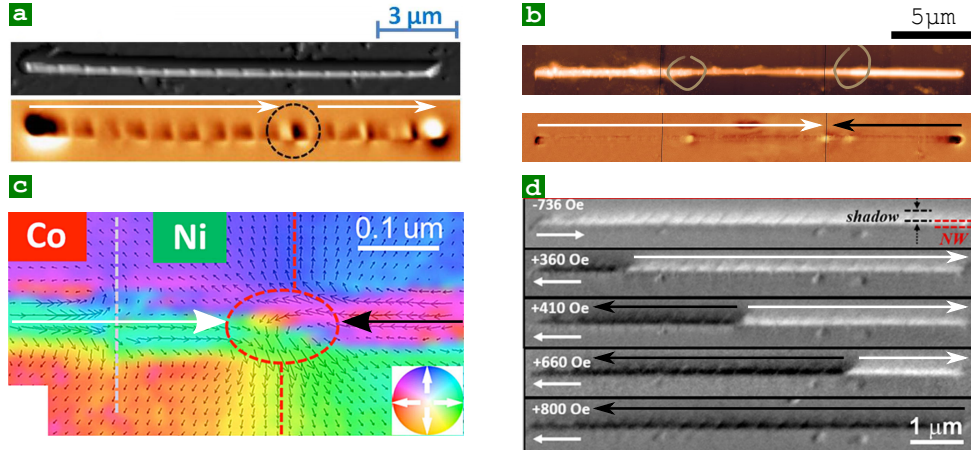 a
3 µm
b
5µm
c
Co
Ni
0.1 um
d
-736 Oe
shadow
NW
+360 Oe
+410 Oe
+660 Oe
+800 Oe
1 µm